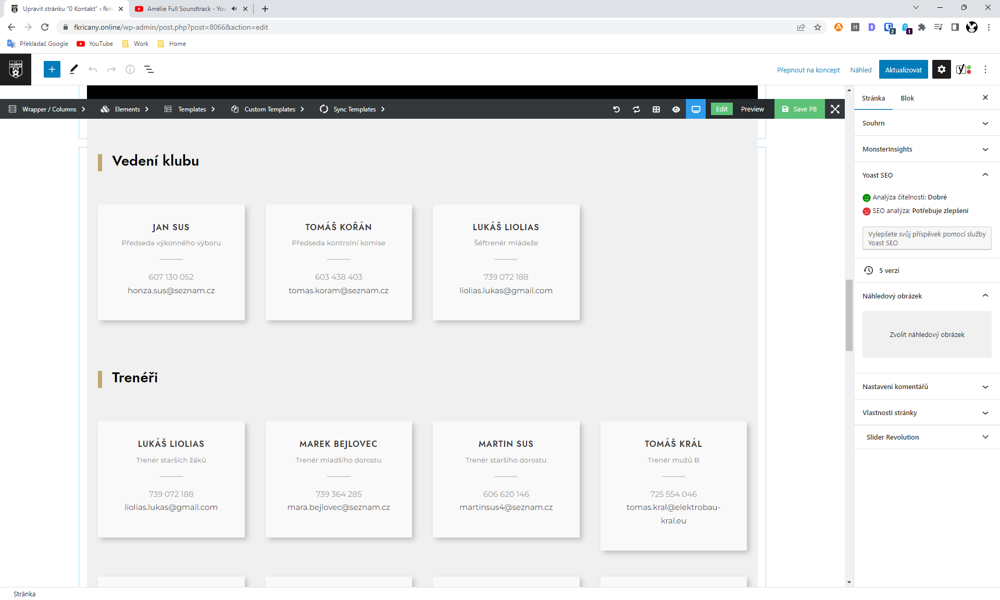 Upravit stránku “0 Kontakt” ‹ fkric
Amélie Full Soundtrack - You
fkricany.online/wp-admin/post.php?post=8066&action=edit
H
D
2
1
Překladač Google
YouTube
Work
Home
Přepnout na koncept
Náhled
Aktualizovat
Wrapper / Columns
Elements
Templates
Custom Templates
Sync Templates
Edit
Preview
Save PB
Stránka
Blok
Souhrn
MonsterInsights
Yoast SEO
Analýza čitelnosti: Dobré
SEO analýza: Potřebuje zlepšení
Vylepšete svůj příspěvek pomocí služby
Yoast SEO
5 verzí
Náhledový obrázek
Zvolit náhledový obrázek
Nastavení komentářů
Vlastnosti stránky
Slider Revolution
Vedení klubu
JAN SUS
Předseda výkonného výboru
607 130 052
honza.sus@seznam.cz
TOMÁŠ KOŘÁN
Předseda kontrolní komise
603 438 403
tomas.koram@seznam.cz
LUKÁŠ LIOLIAS
Šéftrenér mládeže
739 072 188
liolias.lukas@gmail.com
Trenéři
LUKÁŠ LIOLIAS
Trenér starších žáků
739 072 188
liolias.lukas@gmail.com
MAREK BEJLOVEC
Trenér mladšího dorostu
739 364 285
mara.bejlovec@seznam.cz
MARTIN SUS
Trenér staršího dorostu
606 620 146
martinsus4@seznam.cz
TOMÁŠ KRÁL
Trenér mužů B
725 554 046
tomas.kral@elektrobau-
kral.eu
Stránka